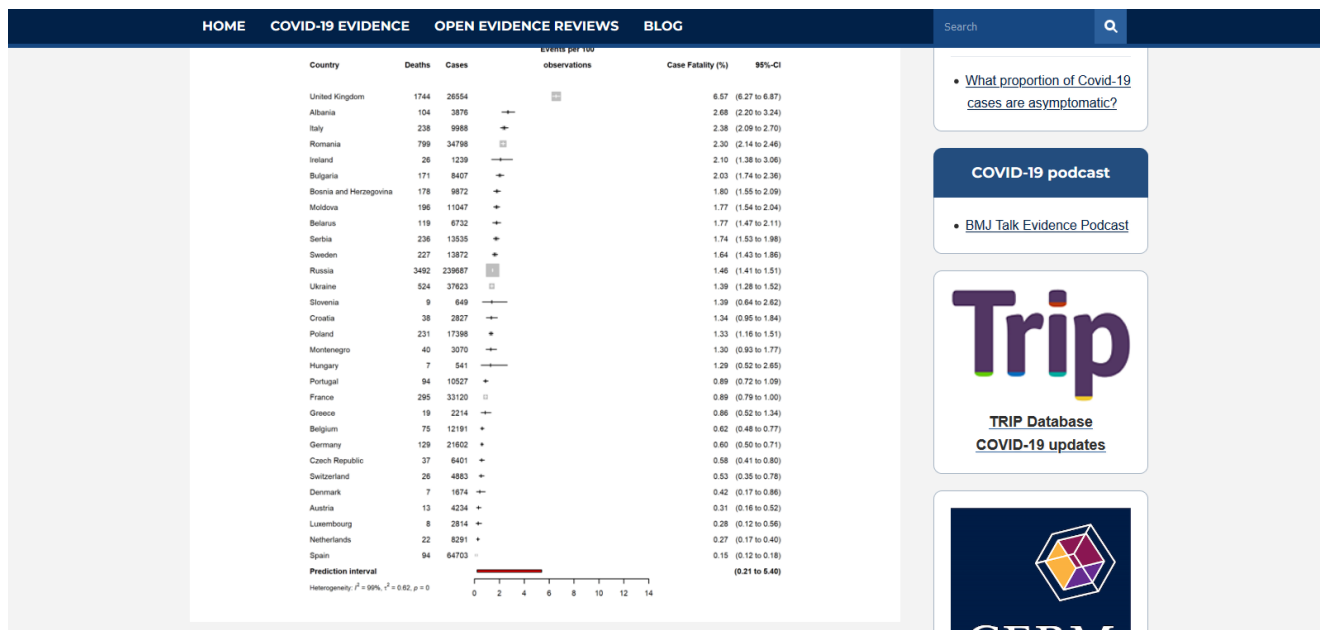 HOME COVID-19 EVIDENCE OPEN EVIDENCE REVIEWS BLOG Search
Events per 100
Country Deaths Cases observations Case Fatality (%) 95%-CI
United Kingdom 1744 26554 6.57 (6.27 to 6.87)
Albania 104 3876 2.68 (2.20 to 3.24)
Italy 238 9988 2.38 (2.09 to 2.70)
Romania 799 34798 2.30 (2.14 to 2.46)
Ireland 26 1239 2.10 (1.38 to 3.06)
Bulgaria 171 8407 2.03 (1.74 to 2.36)
Bosnia and Herzegovina 178 9872 1.80 (1.55 to 2.09)
Moldova 196 11047 1.77 (1.54 to 2.04)
Belarus 119 6732 1.77 (1.47 to 2.11)
Serbia 236 13535 1.74 (1.53 to 1.98)
Sweden 227 13872 1.64 (1.43 to 1.86)
Russia 3492 239687 1.46 (1.41 to 1.51)
Ukraine 524 37623 1.39 (1.28 to 1.52)
Slovenia 9 649 1.39 (0.64 to 2.62)
Croatia 38 2827 1.34 (0.95 to 1.84)
Poland 231 17398 1.33 (1.16 to 1.51)
Montenegro 40 3070 1.30 (0.93 to 1.77)
Hungary 7 541 1.29 (0.52 to 2.65)
Portugal 94 10527 0.89 (0.72 to 1.09)
France 295 33120 0.89 (0.79 to 1.00)
Greece 19 2214 0.86 (0.52 to 1.34)
Belgium 75 12191 0.62 (0.48 to 0.77)
Germany 129 21602 0.60 (0.50 to 0.71)
Czech Republic 37 6401 0.58 (0.41 to 0.80)
Switzerland 26 4883 0.53 (0.35 to 0.78)
Denmark 7 1674 0.42 (0.17 to 0.86)
Austria 13 4234 0.31 (0.16 to 0.52)
Luxembourg 8 2814 0.28 (0.12 to 0.56)
Netherlands 22 8291 0.27 (0.17 to 0.40)
Spain 94 64703 0.15 (0.12 to 0.18)
Prediction interval (0.21 to 5.40)
Heterogeneity: I² = 99%, τ² = 0.62, p = 0
0 2 4 6 8 10 12 14
What proportion of Covid-19
cases are asymptomatic?
COVID-19 podcast
BMJ Talk Evidence Podcast
Trip
TRIP Database
COVID-19 updates
CEBM